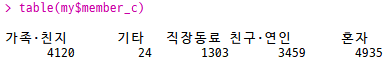 > table(my$member_c)
가족·친지 기타 직장동료 친구·연인 혼자
4120 24 1303 3459 4935